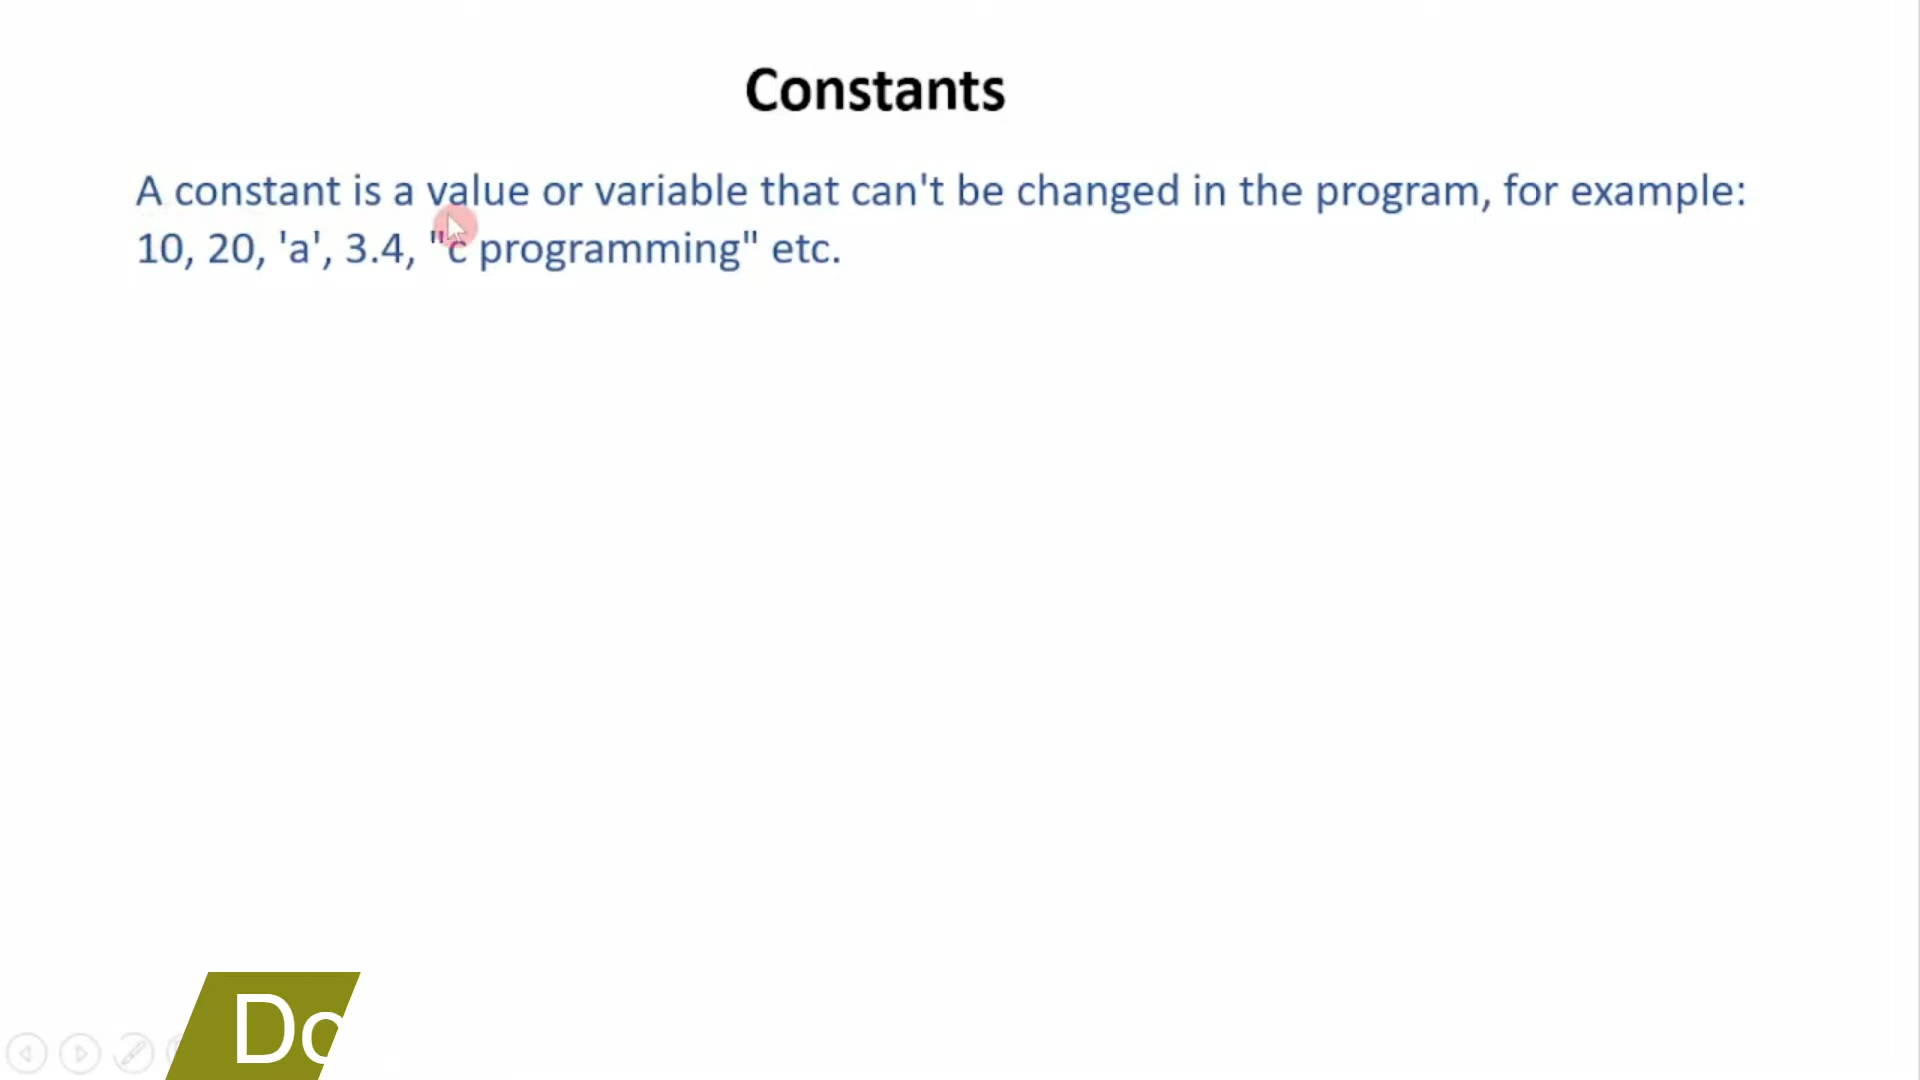 Constants
A constant is a value or variable that can't be changed in the program, for example:
10, 20, 'a', 3.4, "c programming" etc.